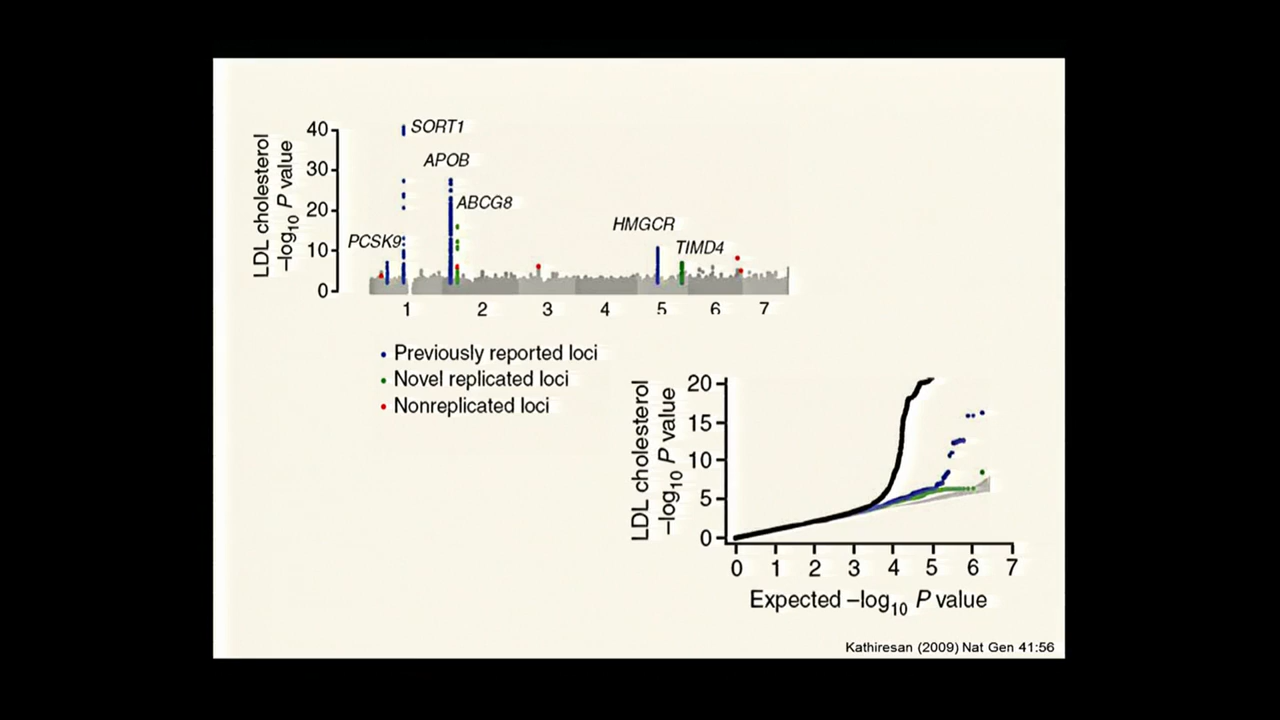 LDL cholesterol
–log10 P value
40
30
20
10
0
SORT1
APOB
ABCG8
PCSK9
HMGCR
TIMD4
1 2 3 4 5 6 7
Previously reported loci
Novel replicated loci
Nonreplicated loci
LDL cholesterol
–log10 P value
20
15
10
5
0
0 1 2 3 4 5 6 7
Expected –log10 P value
Kathiresan (2009) Nat Gen 41:56